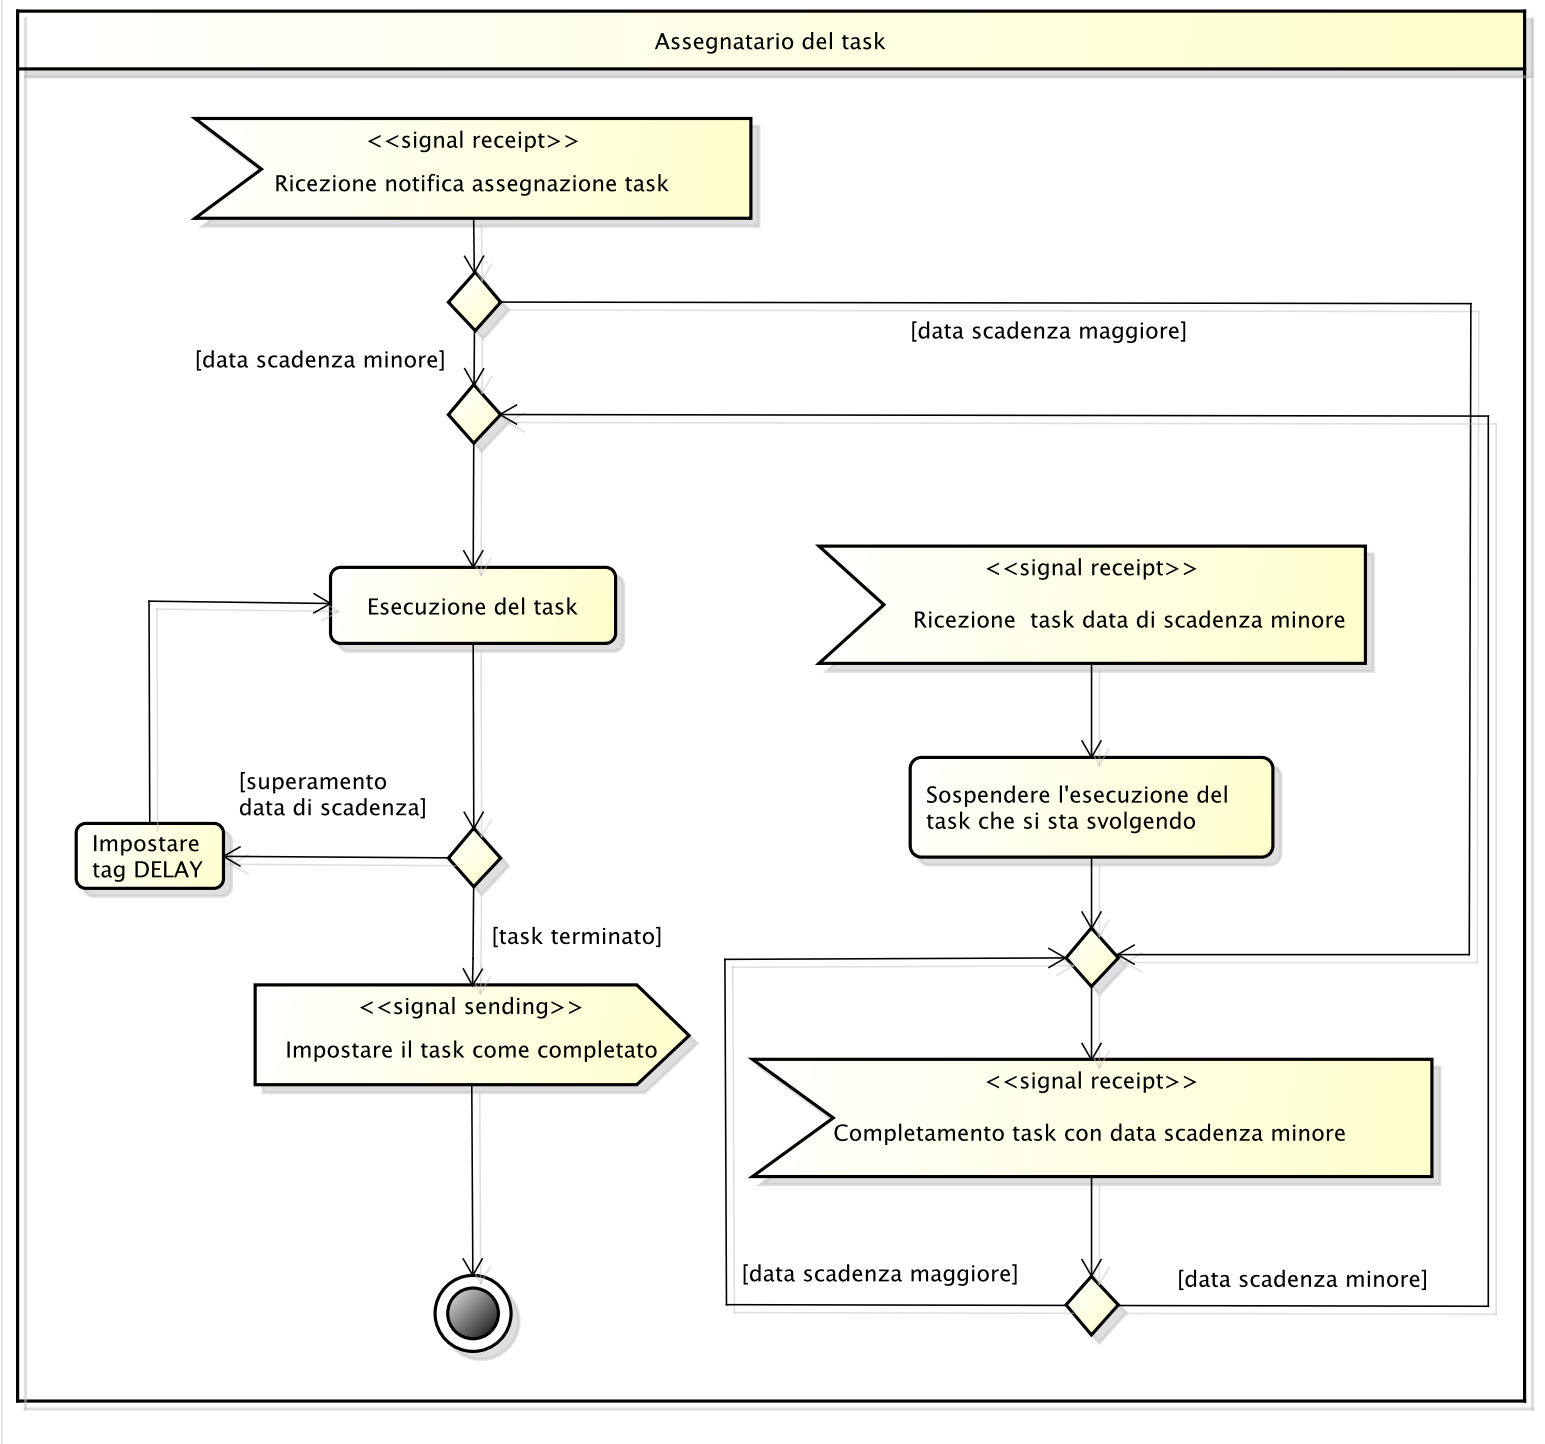 Assegnatario del task
<<signal receipt>>
Ricezione notifica assegnazione task
[data scadenza maggiore]
[data scadenza minore]
<<signal receipt>>
Ricezione  task data di scadenza minore
Esecuzione del task
[superamento
data di scadenza]
Sospendere l'esecuzione del
task che si sta svolgendo
Impostare
tag DELAY
[task terminato]
<<signal sending>>
Impostare il task come completato
<<signal receipt>>
Completamento task con data scadenza minore
[data scadenza maggiore]
[data scadenza minore]